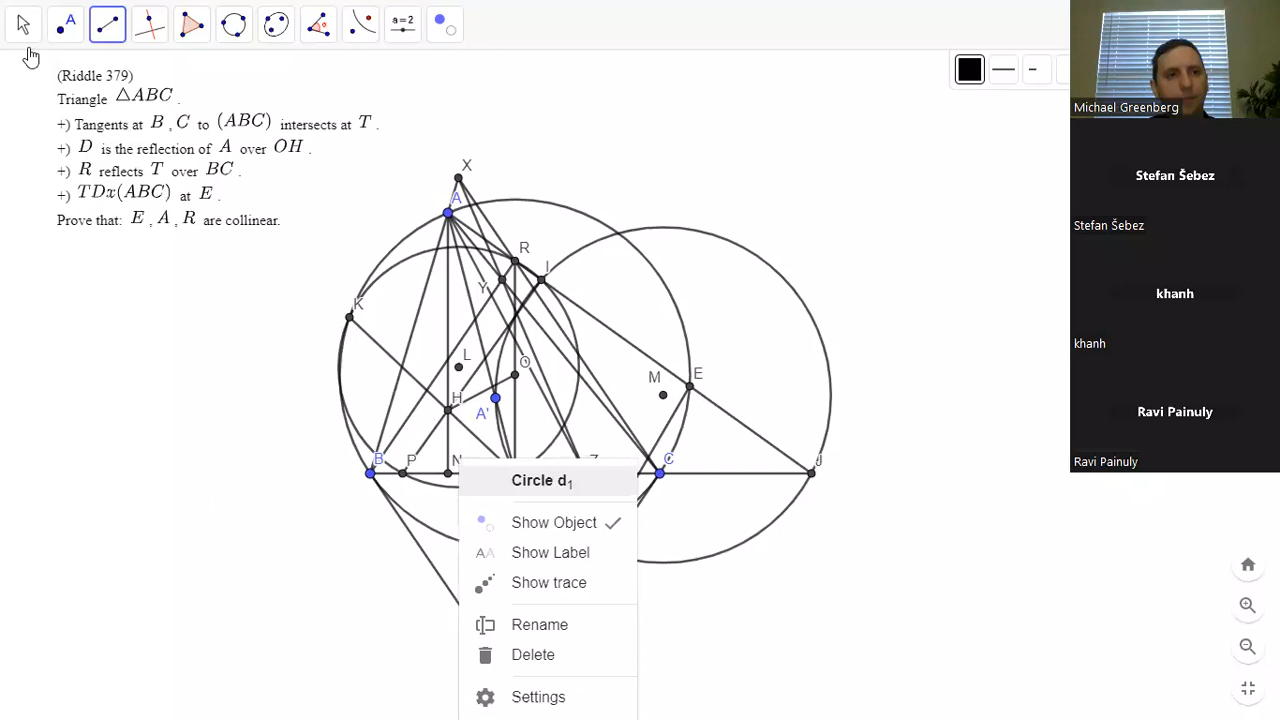 a=2
(Riddle 379)
Triangle △ABC .
+) Tangents at B , C to (ABC) intersects at T .
+) D is the reflection of A over OH .
+) R reflects T over BC .
+) TDx(ABC) at E .
Prove that: E , A , R are collinear.
X
A
R
I
Y
K
L
O
M
E
H
A'
B
P
N
C
J
Circle d₁
Show Object
AA Show Label
Show trace
Rename
Delete
Settings
Michael Greenberg
Stefan Šebez
Stefan Šebez
khanh
khanh
Ravi Painuly
Ravi Painuly